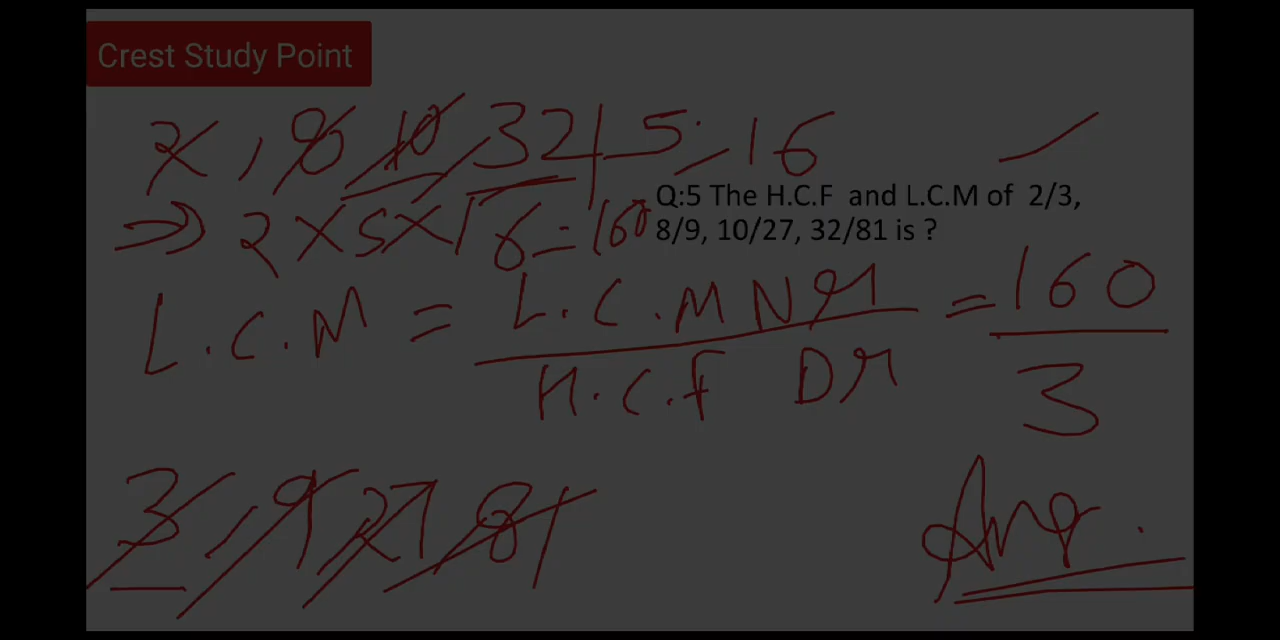 Crest Study Point
2, 8 10, 32 | 5, 16
Q:5 The H.C.F and L.C.M of 2/3,
8/9, 10/27, 32/81 is ?
⇒ 2 × 5 × 16 = 160
L.C.M = L.C.M Nr / H.C.F Dr = 160 / 3
3, 9 27 81
Ans.